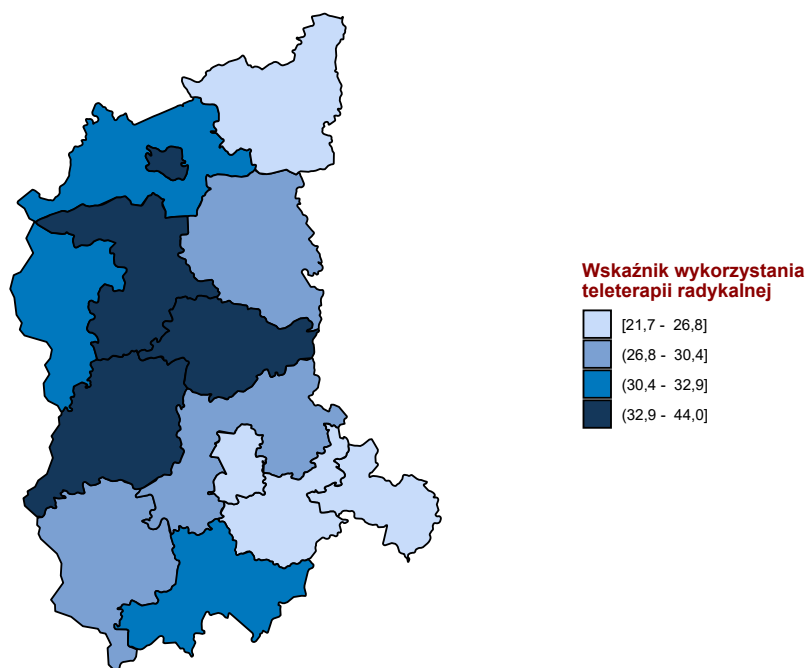 Wskaźnik wykorzystania
teleterapii radykalnej
[21,7 - 26,8]
(26,8 - 30,4]
(30,4 - 32,9]
(32,9 - 44,0]